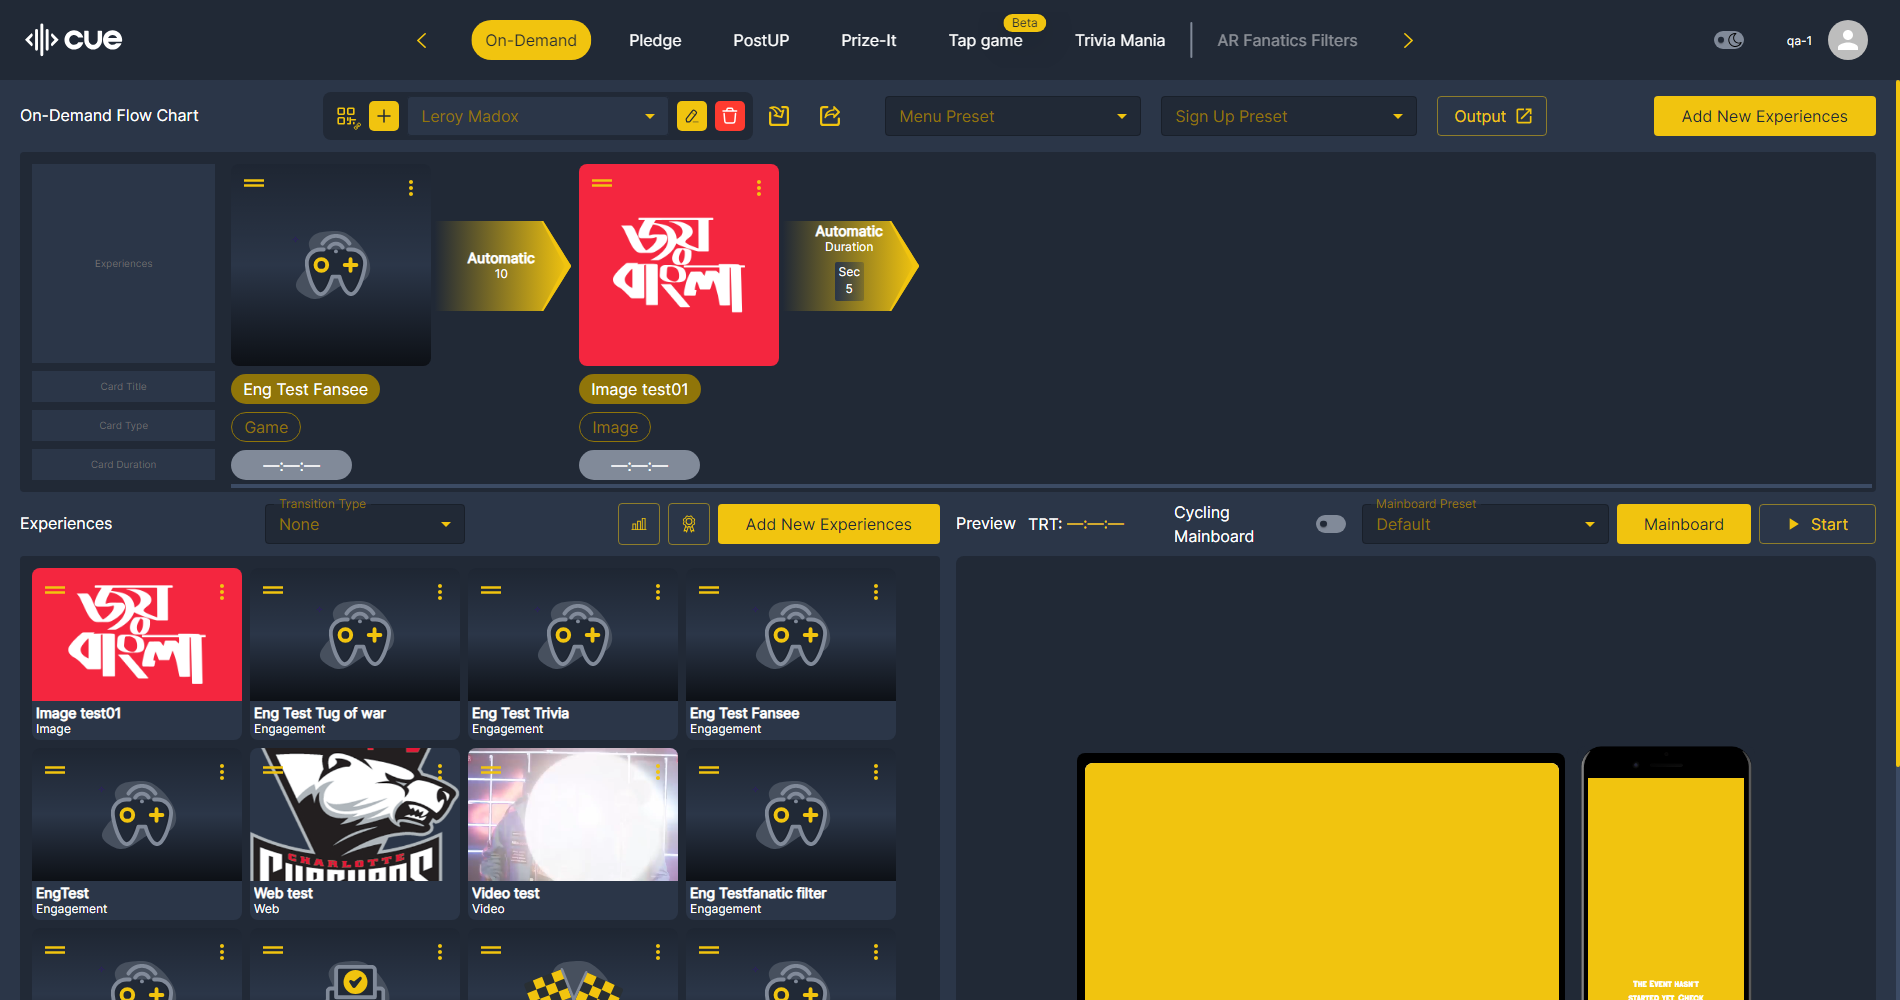 cue
On-Demand
Pledge
PostUP
Prize-It
Beta
Tap game
Trivia Mania
AR Fanatics Filters
qa-1
On-Demand Flow Chart
Leroy Madox
Menu Preset
Sign Up Preset
Output
Add New Experiences
Experiences
Automatic
10
জয়
বাংলা
Automatic
Duration
Sec
5
Card Title
Eng Test Fansee
Image test01
Card Type
Game
Image
Card Duration
—:—:—
—:—:—
Experiences
Transition Type
None
Add New Experiences
Preview
TRT: —:—:—
Cycling
Mainboard
Mainboard Preset
Default
Mainboard
Start
জয়
বাংলা
Image test01
Image
Eng Test Tug of war
Engagement
Eng Test Trivia
Engagement
Eng Test Fansee
Engagement
CHARLOTTE
EngTest
Engagement
Web test
Web
Video test
Video
Eng Testfanatic filter
Engagement
The Event hasn't
started yet. Check